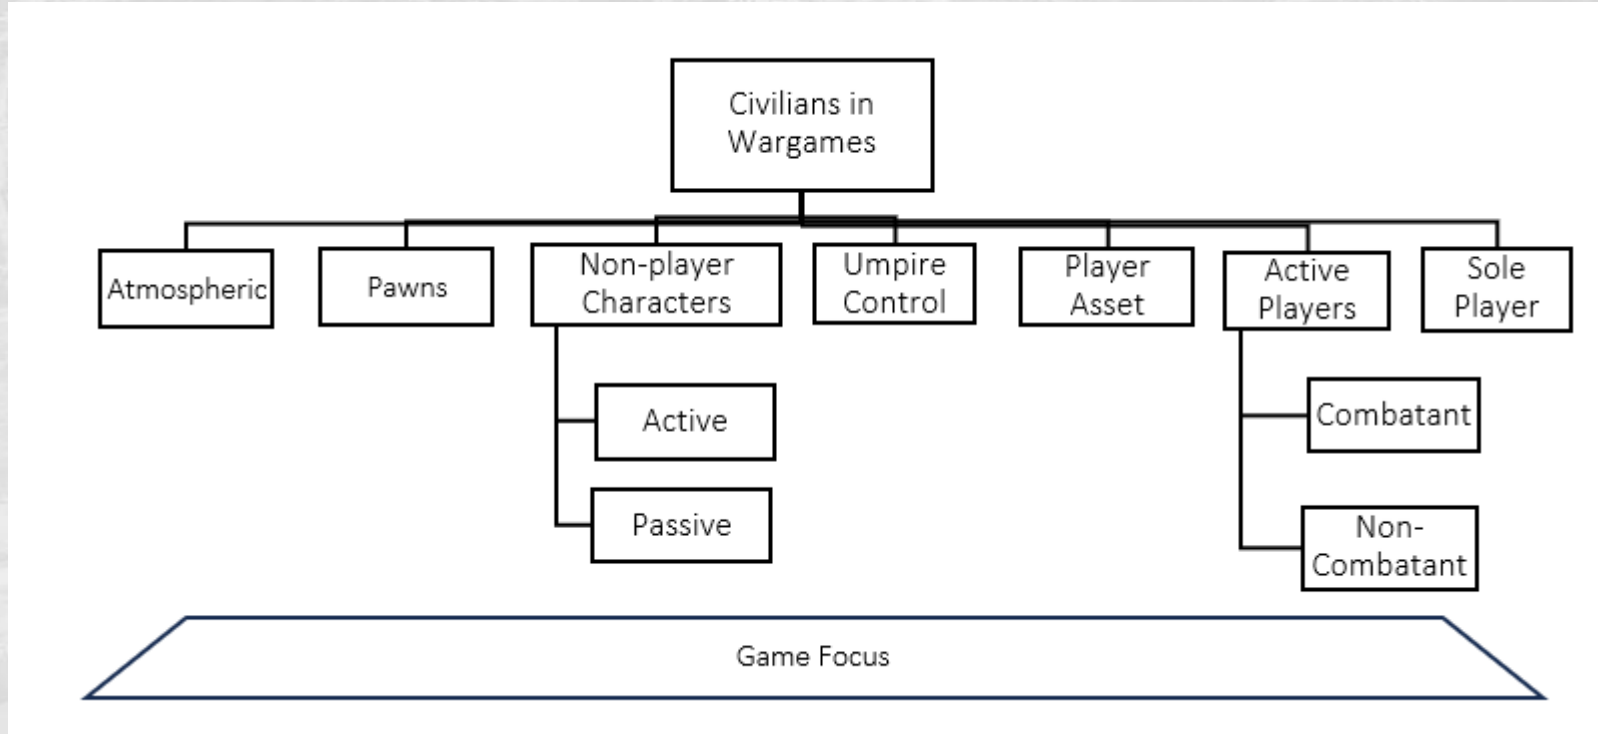 Civilians in
Wargames
Atmospheric
Pawns
Non-player
Characters
Umpire
Control
Player
Asset
Active
Players
Sole
Player
Active
Passive
Combatant
Non-
Combatant
Game Focus